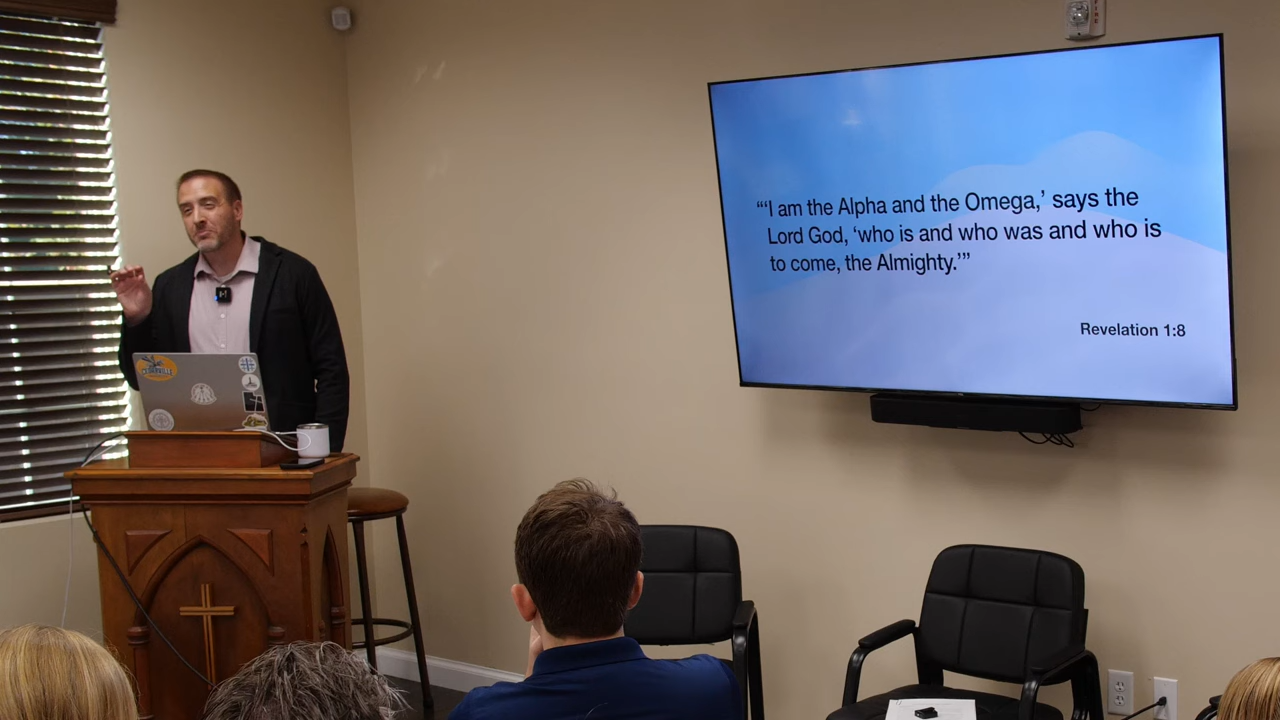 “‘I am the Alpha and the Omega,’ says the
Lord God, ‘who is and who was and who is
to come, the Almighty.’”
Revelation 1:8